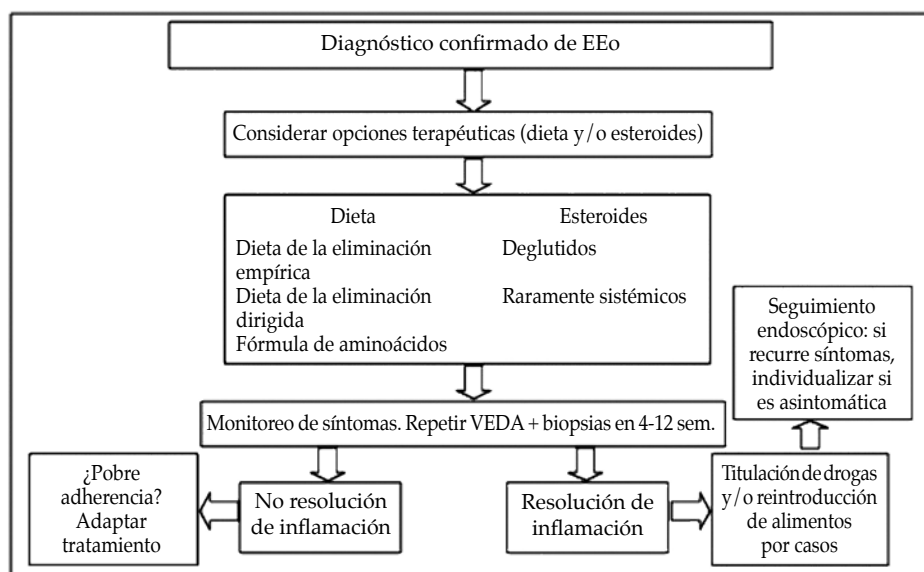 Diagnóstico confirmado de EEo
Considerar opciones terapéuticas (dieta y/o esteroides)
Dieta
Dieta de la eliminación
empírica
Dieta de la eliminación
dirigida
Fórmula de aminoácidos
Esteroides
Deglutidos
Raramente sistémicos
Monitoreo de síntomas. Repetir VEDA + biopsias en 4-12 sem.
No resolución
de inflamación
¿Pobre
adherencia?
Adaptar
tratamiento
Resolución de
inflamación
Titulación de drogas
y/o reintroducción
de alimentos
por casos
Seguimiento
endoscópico: si
recurre síntomas,
individualizar si
es asintomática